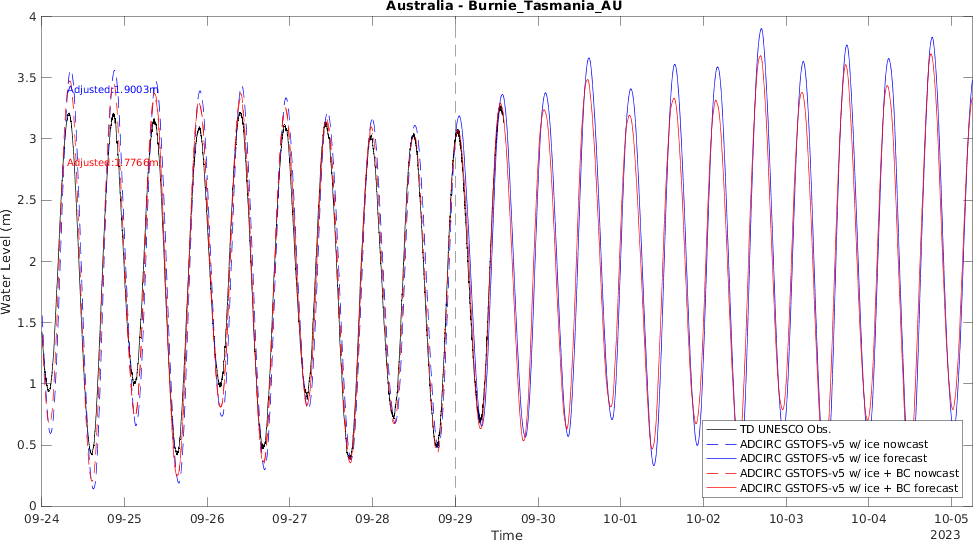 Australia - Burnie_Tasmania_AU
4
3.5
3
2.5
2
1.5
1
0.5
0
Water Level (m)
Adjusted:1.9003m
Adjusted:1.7766m
TD UNESCO Obs.
ADCIRC GSTOFS-v5 w/ ice nowcast
ADCIRC GSTOFS-v5 w/ ice forecast
ADCIRC GSTOFS-v5 w/ ice + BC nowcast
ADCIRC GSTOFS-v5 w/ ice + BC forecast
09-24 09-25 09-26 09-27 09-28 09-29 09-30 10-01 10-02 10-03 10-04 10-05
2023
Time